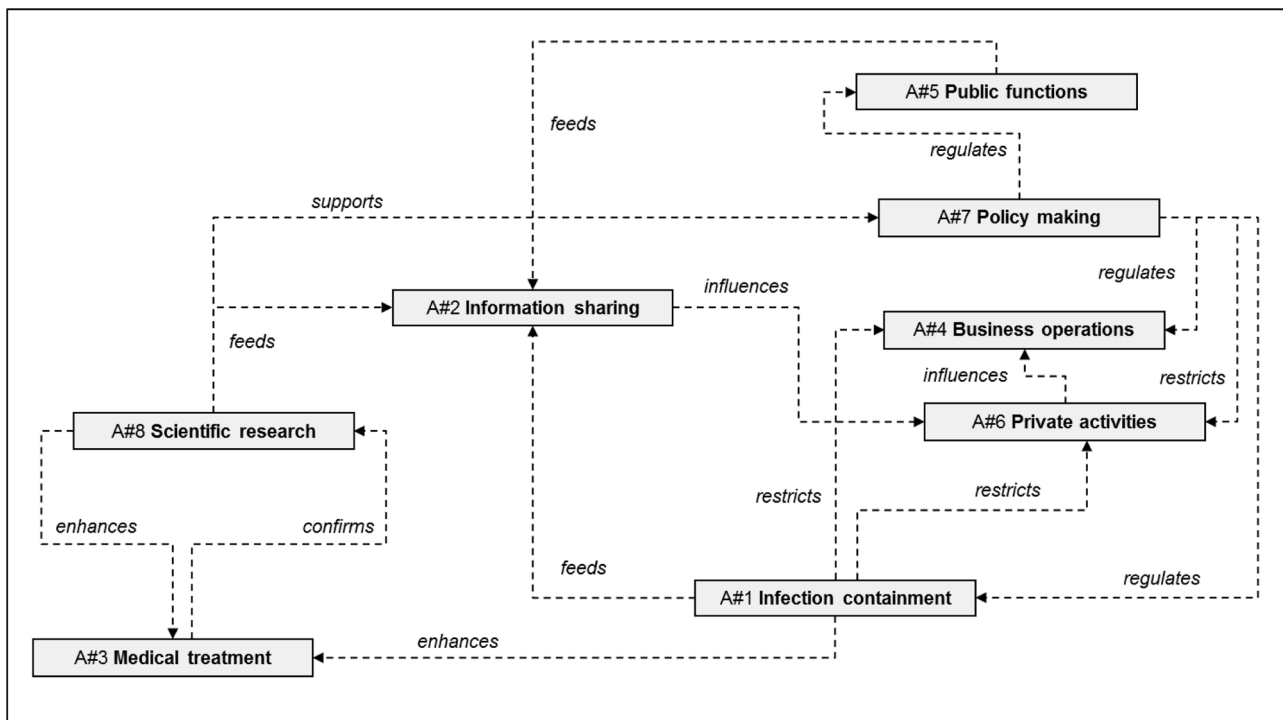 A#5 Public functions
feeds
regulates
supports
A#7 Policy making
regulates
influences
A#2 Information sharing
A#4 Business operations
feeds
influences
restricts
A#8 Scientific research
A#6 Private activities
restricts
restricts
enhances
confirms
feeds
regulates
A#1 Infection containment
enhances
A#3 Medical treatment